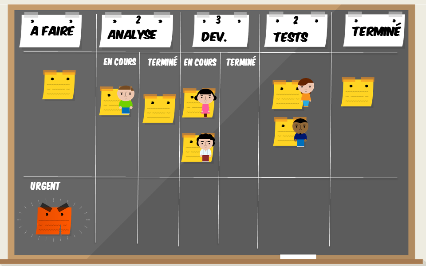 À FAIRE
2
ANALYSE
3
DEV.
2
TESTS
TERMINÉ
EN COURS
TERMINÉ
EN COURS
TERMINÉ
URGENT